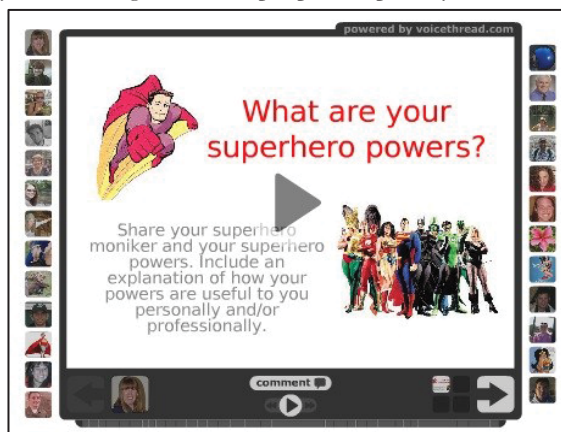 powered by voicethread.com
What are your
superhero powers?
Share your superhero
moniker and your superhero
powers. Include an
explanation of how your
powers are useful to you
personally and/or
professionally.
comment